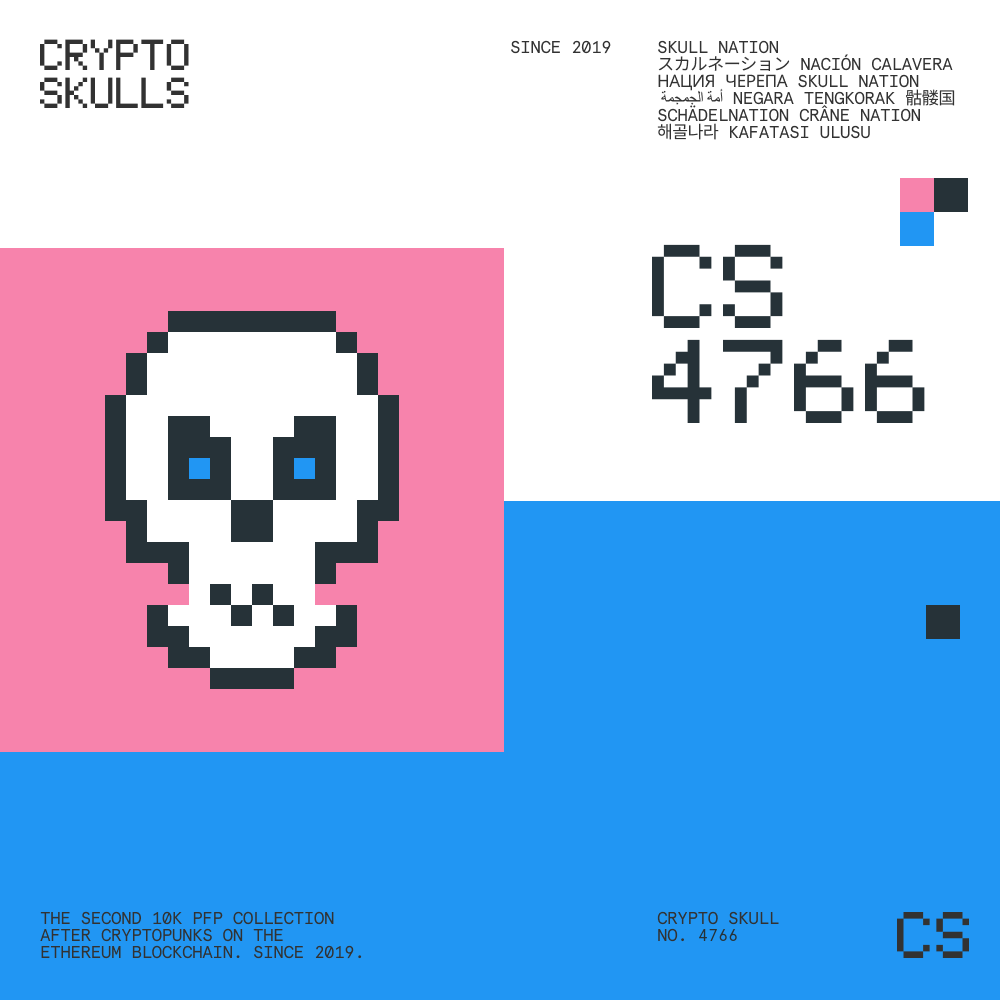 CRYPTO
SKULLS
SINCE 2019
SKULL NATION
スカルネーション NACIÓN CALAVERA
НАЦИЯ ЧЕРЕПА SKULL NATION
أمة الجمجمة NEGARA TENGKORAK 骷髅国
SCHÄDELNATION CRÂNE NATION
해골나라 KAFATASI ULUSU
CS
4766
THE SECOND 10K PFP COLLECTION
AFTER CRYPTOPUNKS ON THE
ETHEREUM BLOCKCHAIN. SINCE 2019.
CRYPTO SKULL
NO. 4766
CS